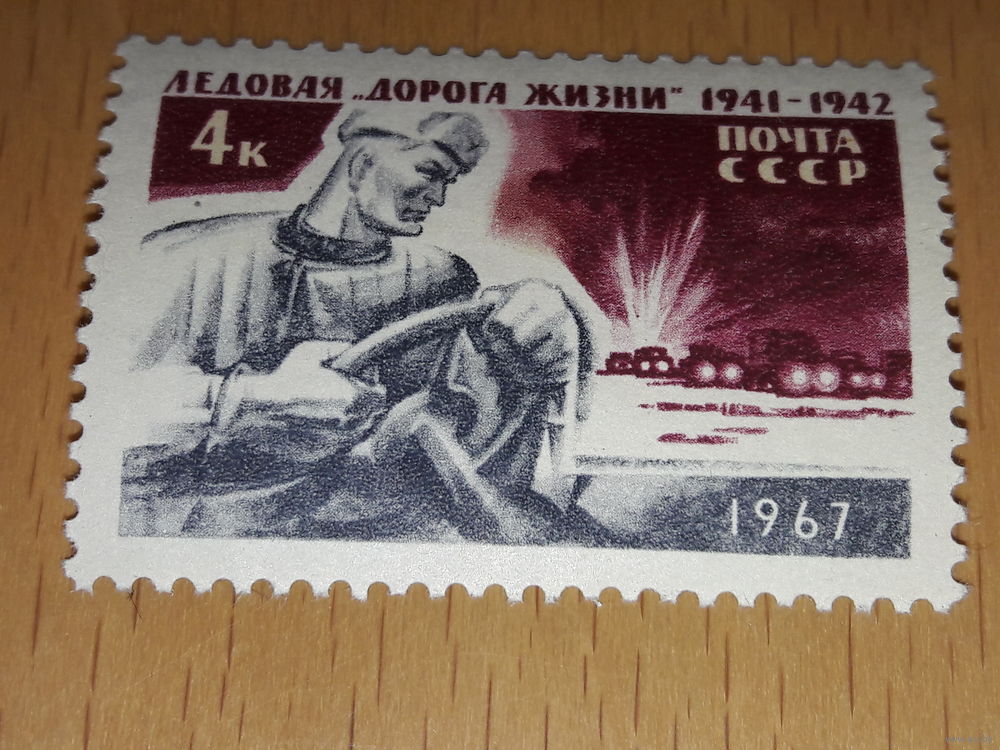 ЛЕДОВАЯ „ДОРОГА ЖИЗНИ" 1941-1942
4к
ПОЧТА
СССР
1967